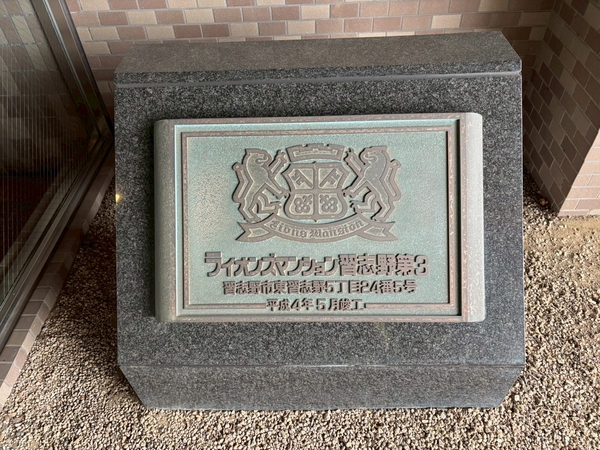 Lions Mansion
ライオンズマンション習志野第3
習志野市東習志野5丁目24番5号
平成4年5月竣工